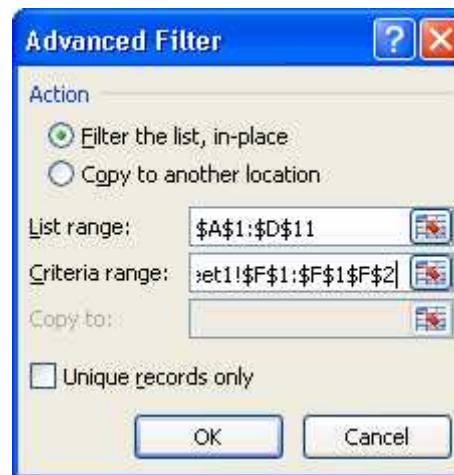 Advanced Filter
Action
Filter the list, in-place
Copy to another location
List range: $A$1:$D$11
Criteria range: eet1!$F$1:$F$1$F$2
Copy to:
Unique records only
OK Cancel